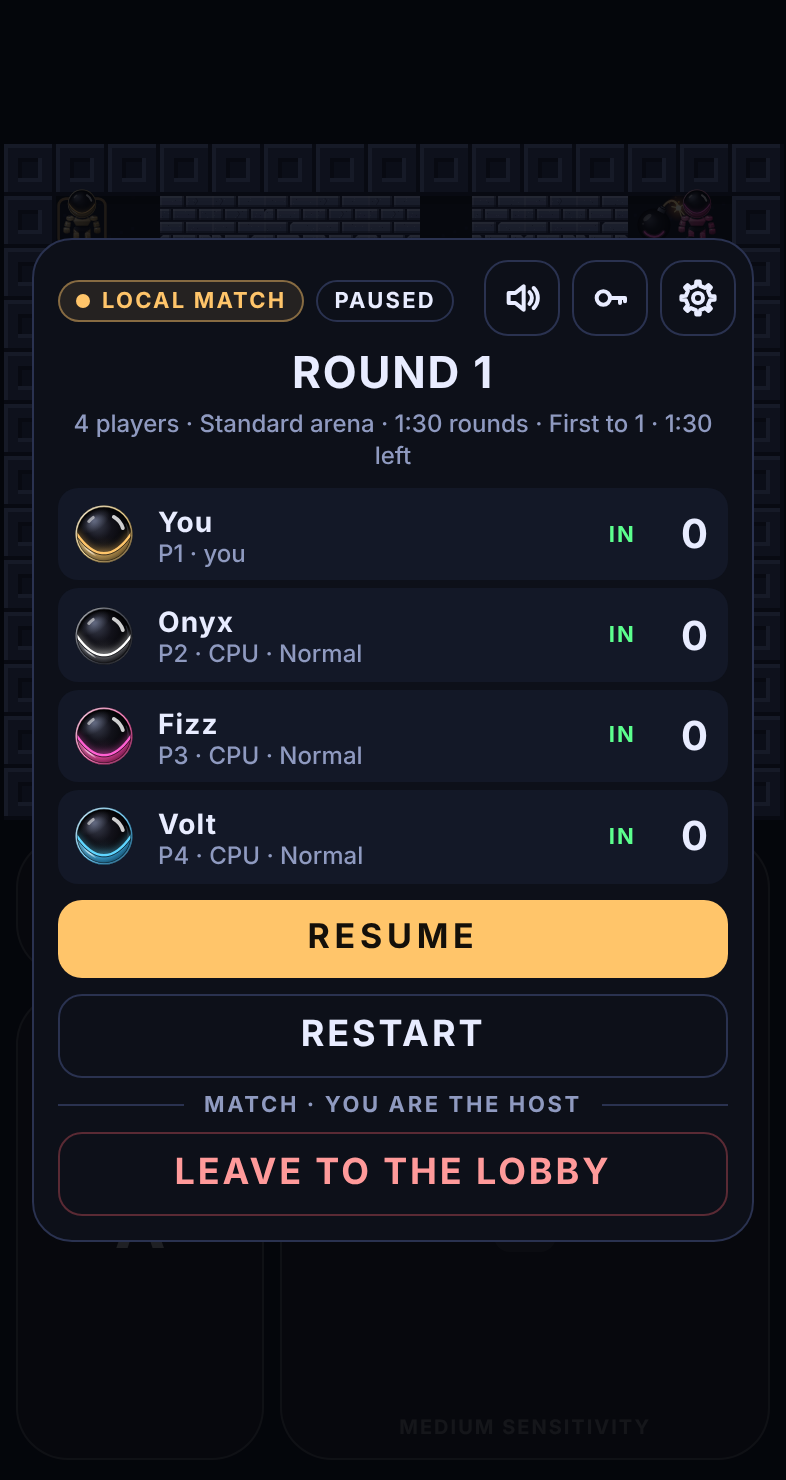 LOCAL MATCH
PAUSED
ROUND 1
4 players · Standard arena · 1:30 rounds · First to 1 · 1:30
left
You
P1 · you
IN
0
Onyx
P2 · CPU · Normal
IN
0
Fizz
P3 · CPU · Normal
IN
0
Volt
P4 · CPU · Normal
IN
0
RESUME
RESTART
MATCH · YOU ARE THE HOST
LEAVE TO THE LOBBY
MEDIUM SENSITIVITY